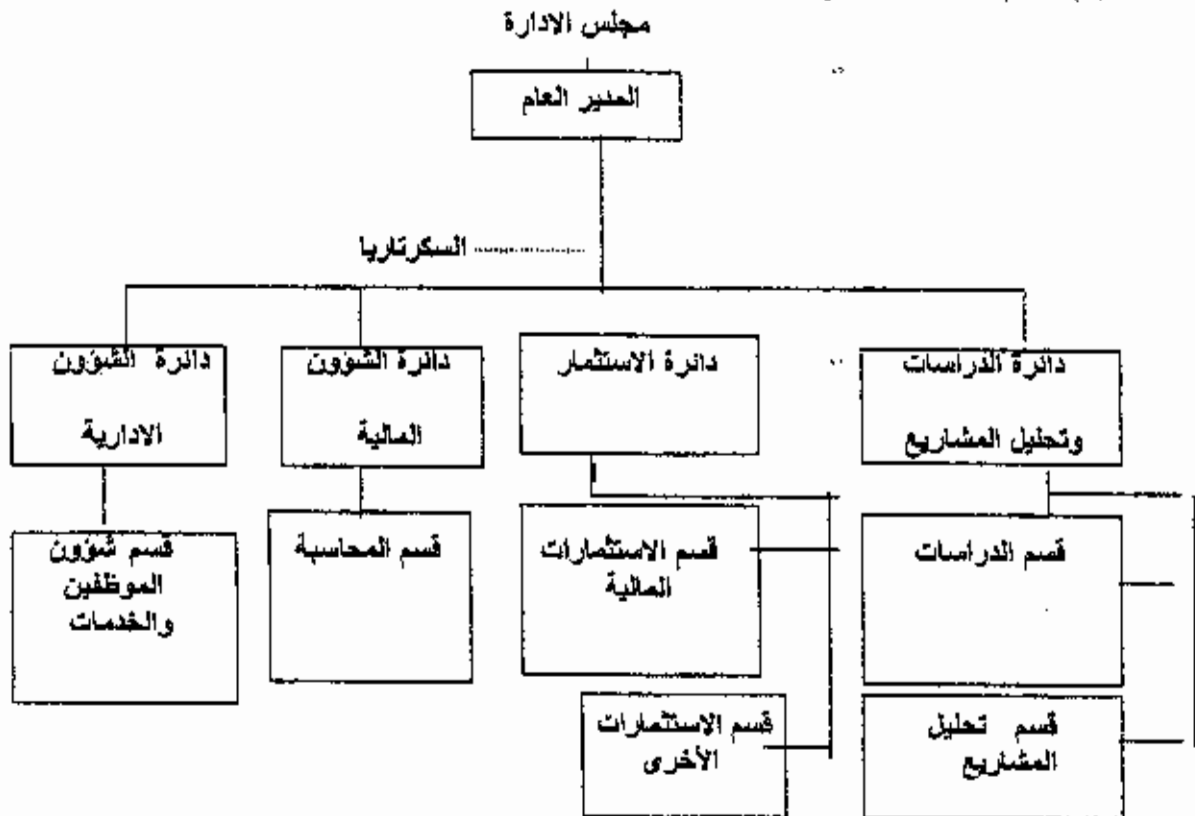 مجلس الادارة
المدير العام
السكرتاريا
دائرة الدراسات
وتحليل المشاريع
دائرة الاستثمار
دائرة الشؤون
المالية
دائرة الشؤون
الادارية
قسم الدراسات
قسم الاستثمارات
المالية
قسم المحاسبة
قسم شؤون
الموظفين
والخدمات
قسم تحليل
المشاريع
قسم الاستثمارات
الأخرى